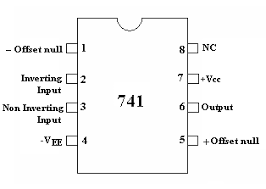 – Offset null 1
8 NC
Inverting
Input 2
7 +Vcc
741
Non Inverting
Input 3
6 Output
-VEE 4
5 +Offset null